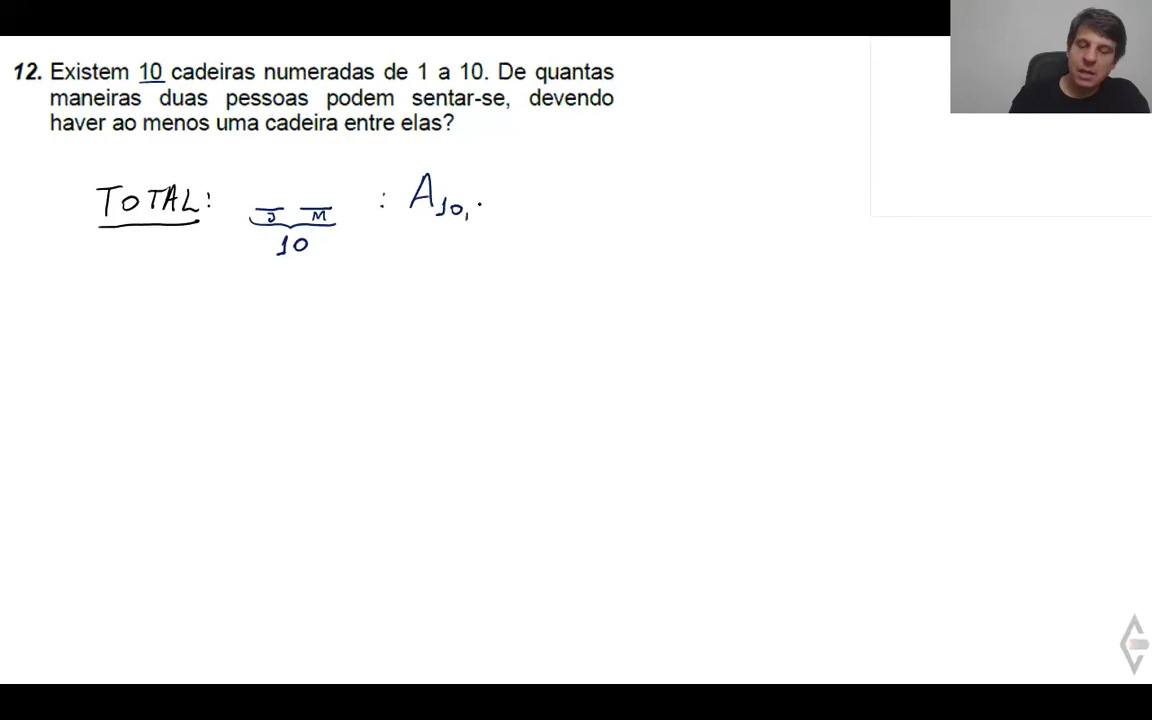 12. Existem 10 cadeiras numeradas de 1 a 10. De quantas
maneiras duas pessoas podem sentar-se, devendo
haver ao menos uma cadeira entre elas?
TOTAL: J M : A10,
10